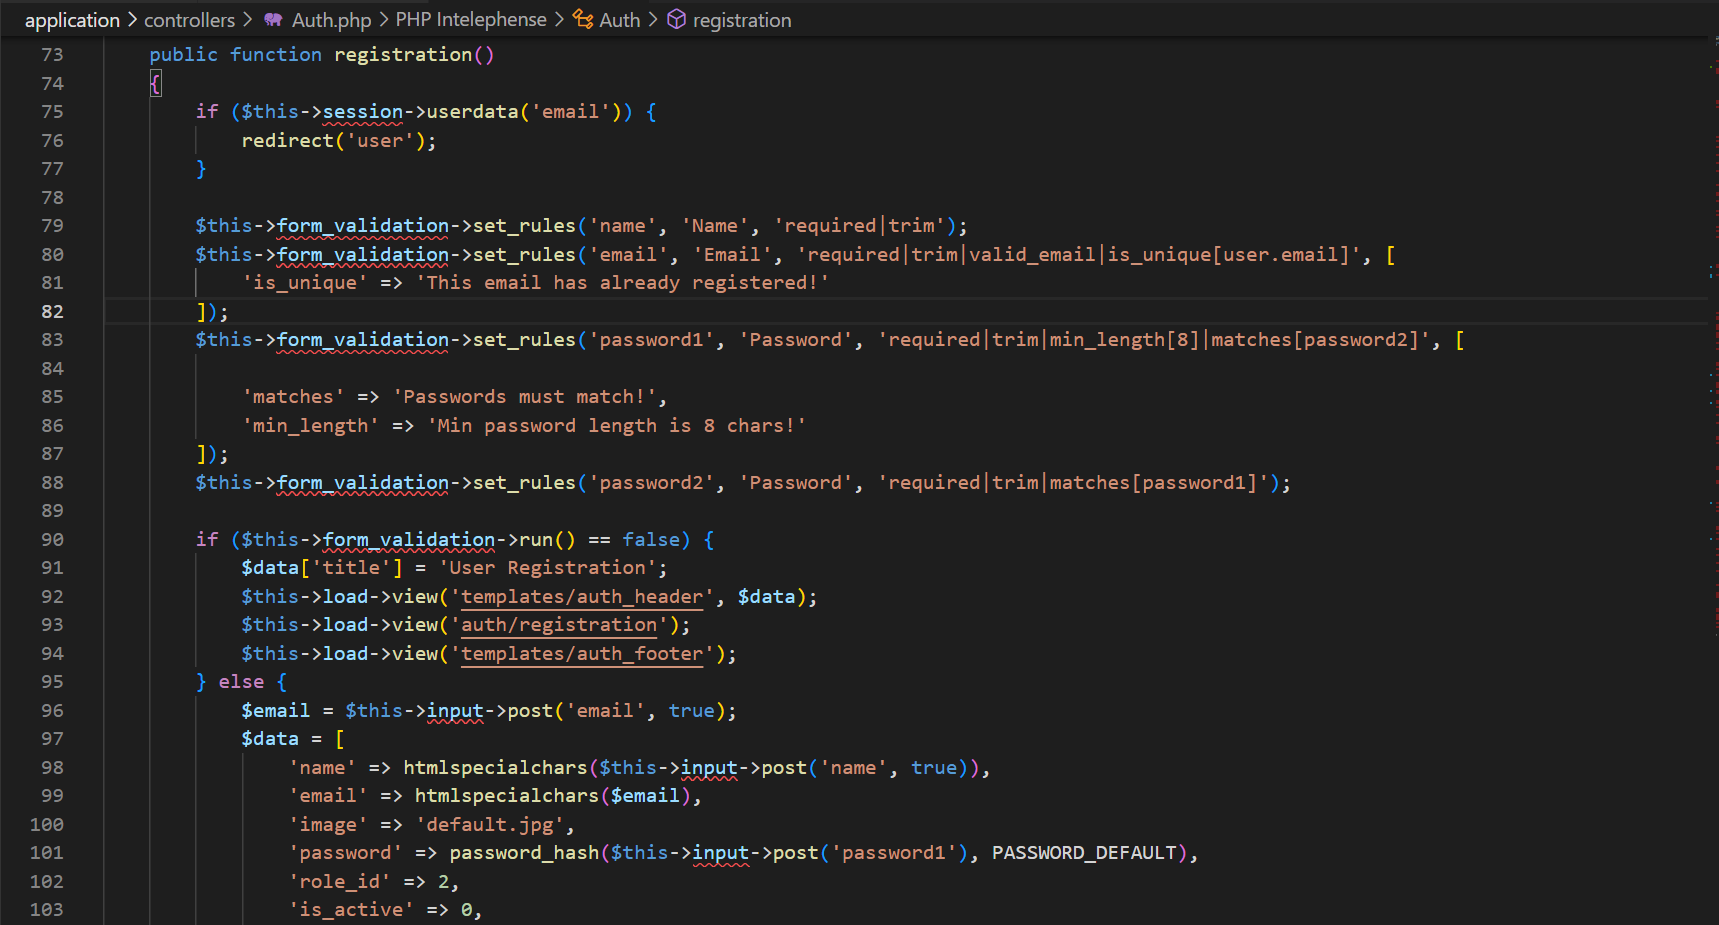 application > controllers > Auth.php > PHP Intelephense > Auth > registration
73 public function registration()
74 {
75 if ($this->session->userdata('email')) {
76 redirect('user');
77 }
78
79 $this->form_validation->set_rules('name', 'Name', 'required|trim');
80 $this->form_validation->set_rules('email', 'Email', 'required|trim|valid_email|is_unique[user.email]', [
81 'is_unique' => 'This email has already registered!'
82 ]);
83 $this->form_validation->set_rules('password1', 'Password', 'required|trim|min_length[8]|matches[password2]', [
84
85 'matches' => 'Passwords must match!',
86 'min_length' => 'Min password length is 8 chars!'
87 ]);
88 $this->form_validation->set_rules('password2', 'Password', 'required|trim|matches[password1]');
89
90 if ($this->form_validation->run() == false) {
91 $data['title'] = 'User Registration';
92 $this->load->view('templates/auth_header', $data);
93 $this->load->view('auth/registration');
94 $this->load->view('templates/auth_footer');
95 } else {
96 $email = $this->input->post('email', true);
97 $data = [
98 'name' => htmlspecialchars($this->input->post('name', true)),
99 'email' => htmlspecialchars($email),
100 'image' => 'default.jpg',
101 'password' => password_hash($this->input->post('password1'), PASSWORD_DEFAULT),
102 'role_id' => 2,
103 'is_active' => 0,